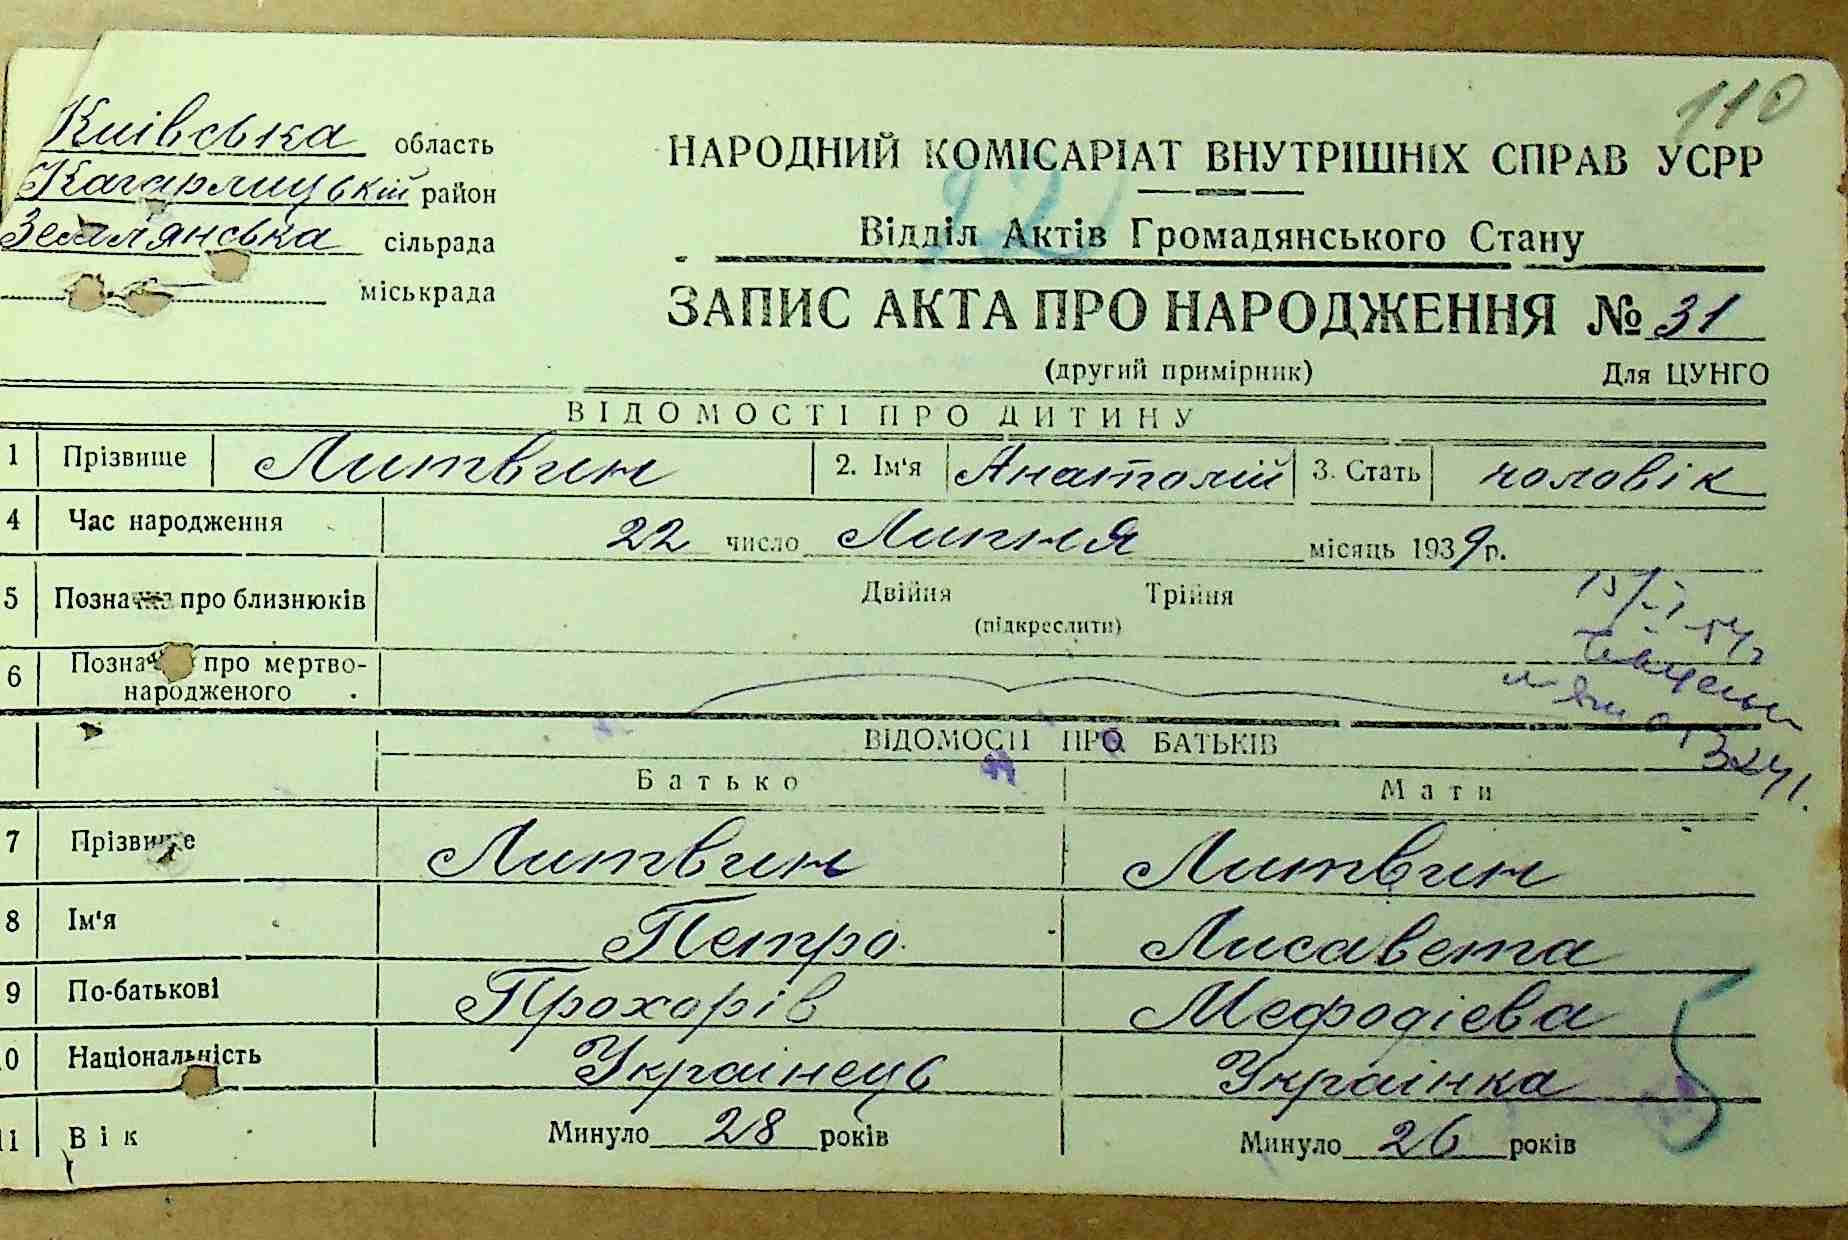 110
Київська область
Кагарлицькій район
Землянська сільрада
міськрада
НАРОДНИЙ КОМІСАРІАТ ВНУТРІШНІХ СПРАВ УСРР
Відділ Актів Громадянського Стану
ЗАПИС АКТА ПРО НАРОДЖЕННЯ № 31
(другий примірник) Для ЦУНГО
ВІДОМОСТІ ПРО ДИТИНУ
1 Прізвище Литвин 2. Ім'я Анатолій 3. Стать чоловік
4 Час народження 22 число Липня місяць 1939 р.
5 Позначка про близнюків Двійня Трійня
(підкреслити)
6 Позначка про мертво-
народженого
ВІДОМОСТІ ПРО БАТЬКІВ
Батько Мати
7 Прізвище Литвин Литвин
8 Ім'я Петро Лисавета
9 По-батькові Прохорів Мефодієва
10 Національність Українець Українка
11 Вік Минуло 28 років Минуло 26 років